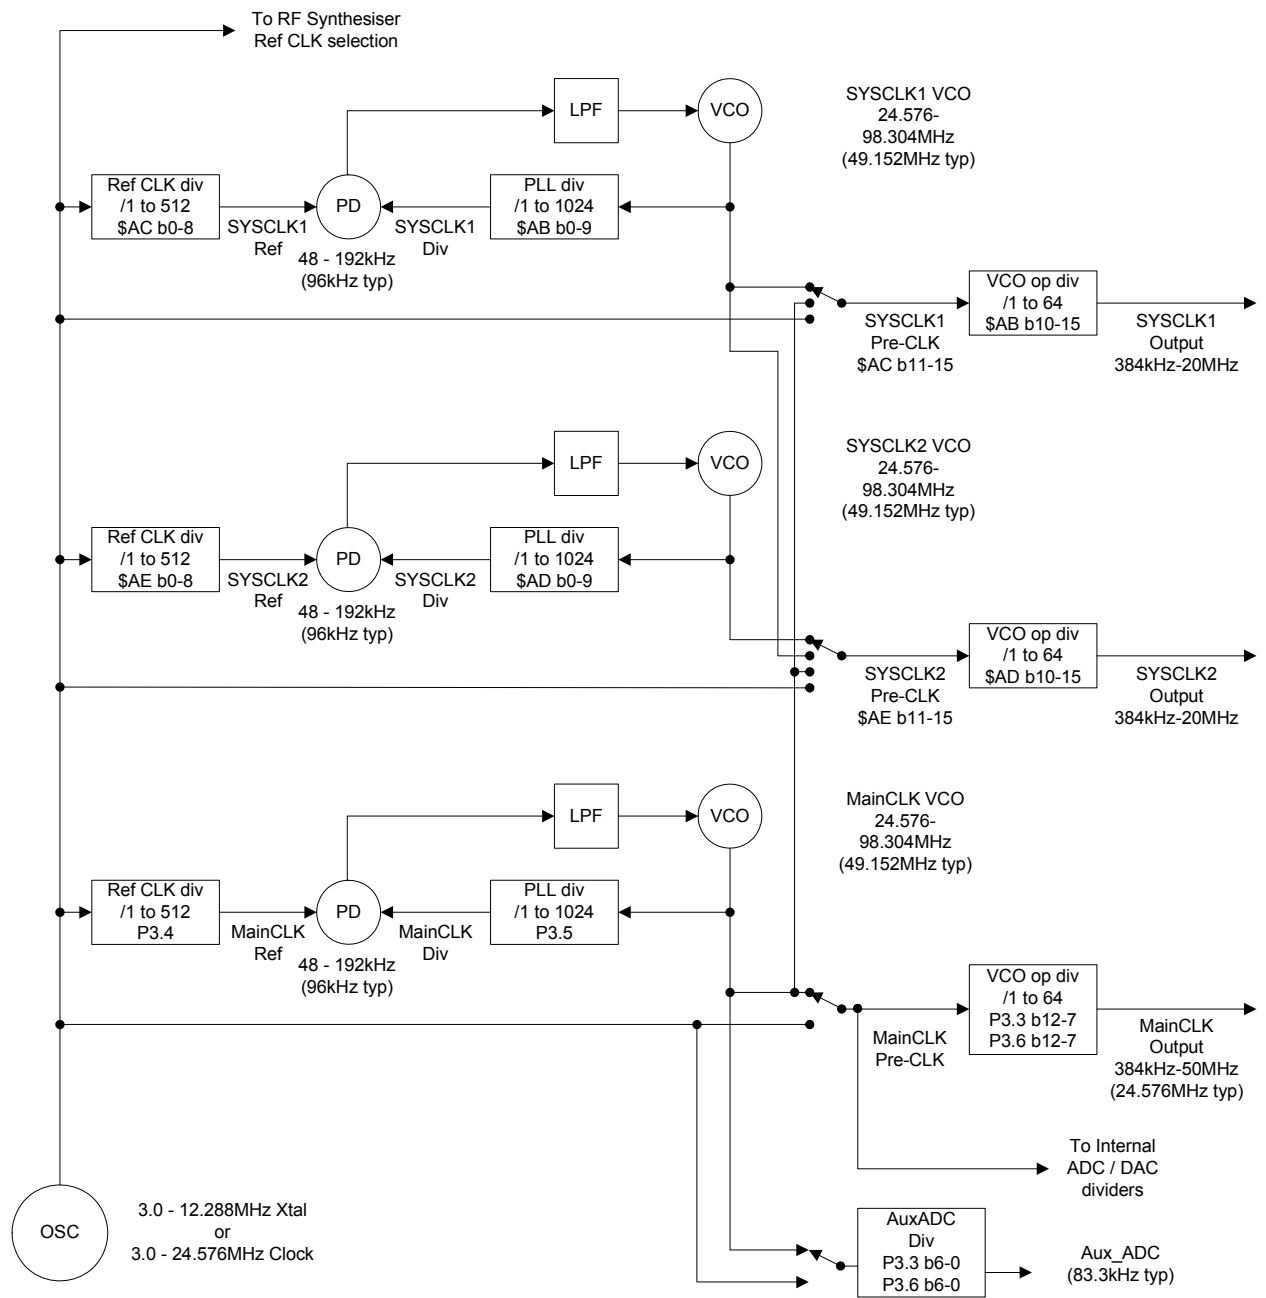 To RF Synthesiser
Ref CLK selection
LPF
VCO
SYSCLK1 VCO
24.576-
98.304MHz
(49.152MHz typ)
Ref CLK div
/1 to 512
$AC b0-8
SYSCLK1
Ref
PD
48 - 192kHz
(96kHz typ)
SYSCLK1
Div
PLL div
/1 to 1024
$AB b0-9
SYSCLK1
Pre-CLK
$AC b11-15
VCO op div
/1 to 64
$AB b10-15
SYSCLK1
Output
384kHz-20MHz
LPF
VCO
SYSCLK2 VCO
24.576-
98.304MHz
(49.152MHz typ)
Ref CLK div
/1 to 512
$AE b0-8
SYSCLK2
Ref
PD
48 - 192kHz
(96kHz typ)
SYSCLK2
Div
PLL div
/1 to 1024
$AD b0-9
SYSCLK2
Pre-CLK
$AE b11-15
VCO op div
/1 to 64
$AD b10-15
SYSCLK2
Output
384kHz-20MHz
LPF
VCO
MainCLK VCO
24.576-
98.304MHz
(49.152MHz typ)
Ref CLK div
/1 to 512
P3.4
MainCLK
Ref
PD
48 - 192kHz
(96kHz typ)
MainCLK
Div
PLL div
/1 to 1024
P3.5
MainCLK
Pre-CLK
VCO op div
/1 to 64
P3.3 b12-7
P3.6 b12-7
MainCLK
Output
384kHz-50MHz
(24.576MHz typ)
To Internal
ADC / DAC
dividers
OSC
3.0 - 12.288MHz Xtal
or
3.0 - 24.576MHz Clock
AuxADC
Div
P3.3 b6-0
P3.6 b6-0
Aux_ADC
(83.3kHz typ)